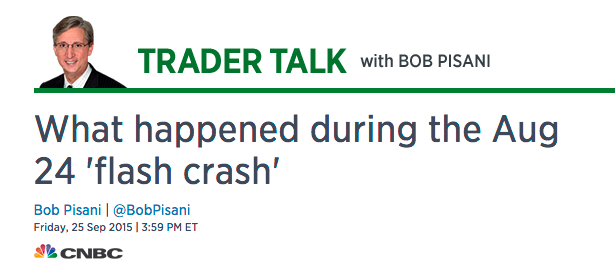 TRADER TALK with BOB PISANI
What happened during the Aug
24 'flash crash'
Bob Pisani | @BobPisani
Friday, 25 Sep 2015 | 3:59 PM ET
CNBC